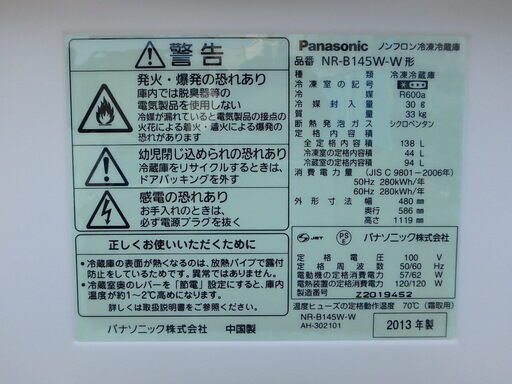 警告
発火・爆発の恐れあり
庫内では脱臭器等の
電気製品を使用しない
冷媒が漏れていると電気製品の接点の
火花による着火・爆発の
恐れがあります
幼児閉じ込められの恐れあり
冷蔵庫をリサイクルするときは、
ドアパッキングを外す
感電の恐れあり
お手入れのときは、
必ず電源プラグを抜く
正しくお使いいただくために
•冷蔵庫の表面が熱くなるのは、放熱パイプで露付
防止をしているためです。異常ではありません。
•冷蔵室奥のレバーを「節電」に設定すると、庫内
温度が約1~2℃高めになります。
詳しくは取扱説明書をご参照ください。
パナソニック株式会社 中国製
Panasonic ノンフロン冷凍冷蔵庫
品番 NR-B145W-W 形
種類 冷凍冷蔵庫
冷凍室の記号
冷媒 R600a
冷媒封入量 30 g
質量 33 kg
断熱発泡ガス シクロペンタン
定格内容積
全定格内容積 138 L
冷凍室の定格内容積 44 L
冷蔵室の定格内容積 94 L
消費電力量 (JIS C 9801-2006年)
50Hz 280kWh/年
60Hz 280kWh/年
外形寸法 幅 480 mm
奥行 586 mm
高さ 1119 mm
JET PSE パナソニック株式会社
定格電圧 100 V
定格周波数 50/60 Hz
電動機の定格消費電力 57/62 W
電熱装置の定格消費電力 120/120 W
製造番号 Z2019452
温度ヒューズの定格動作温度 70℃ (霜取用)
NR-B145W-W
AH-302101
2013年製